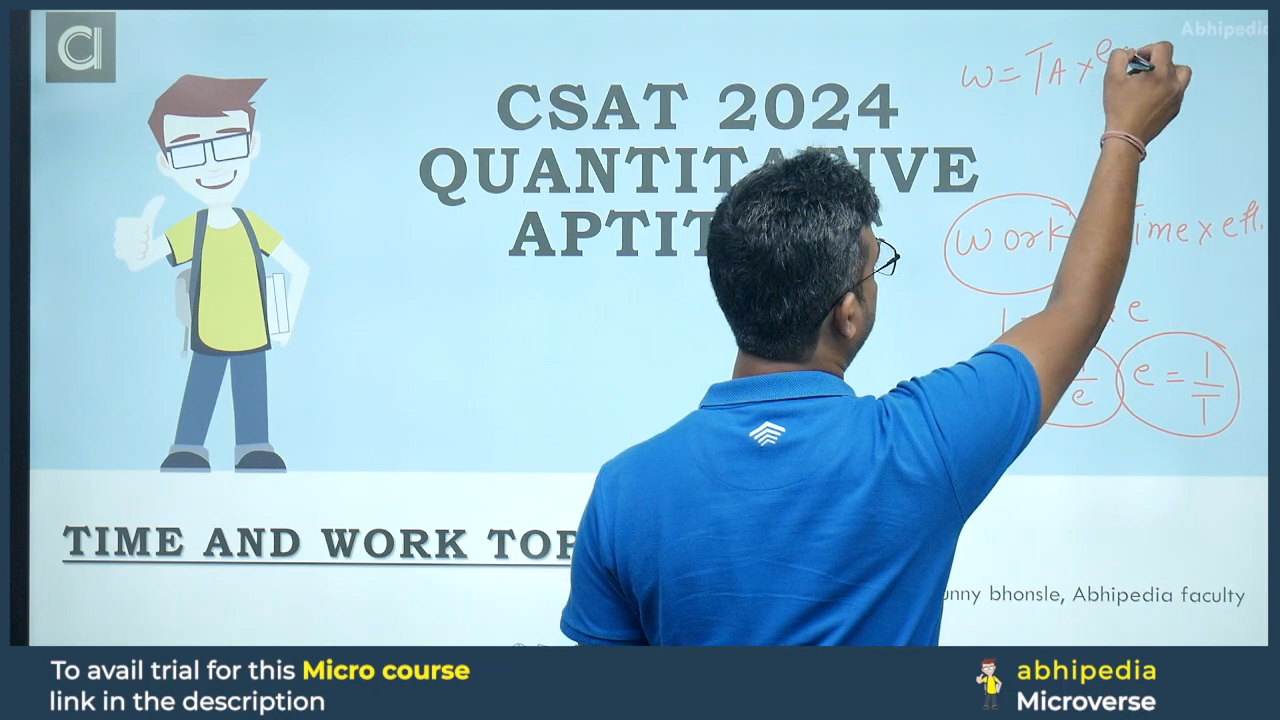 Abhipedia
CSAT 2024
W = TA × e
APTIT
work
ime × eff.
e
e = 1/T
1/e
TIME AND WORK TOP
unny bhonsle, Abhipedia faculty
To avail trial for this Micro course
link in the description
abhipedia
Microverse